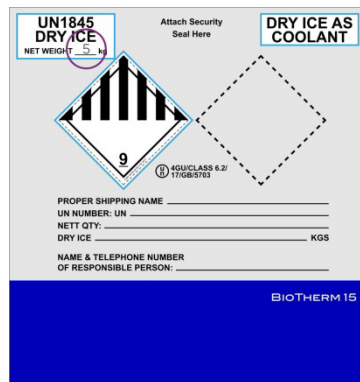 UN1845
DRY ICE
NET WEIGHT 5 kg
Attach Security
Seal Here
DRY ICE AS
COOLANT
9
UN 4GU/CLASS 6.2/
17/GB/5703
PROPER SHIPPING NAME
UN NUMBER: UN
NETT QTY:
DRY ICE KGS
NAME & TELEPHONE NUMBER
OF RESPONSIBLE PERSON:
BIOTHERM 15